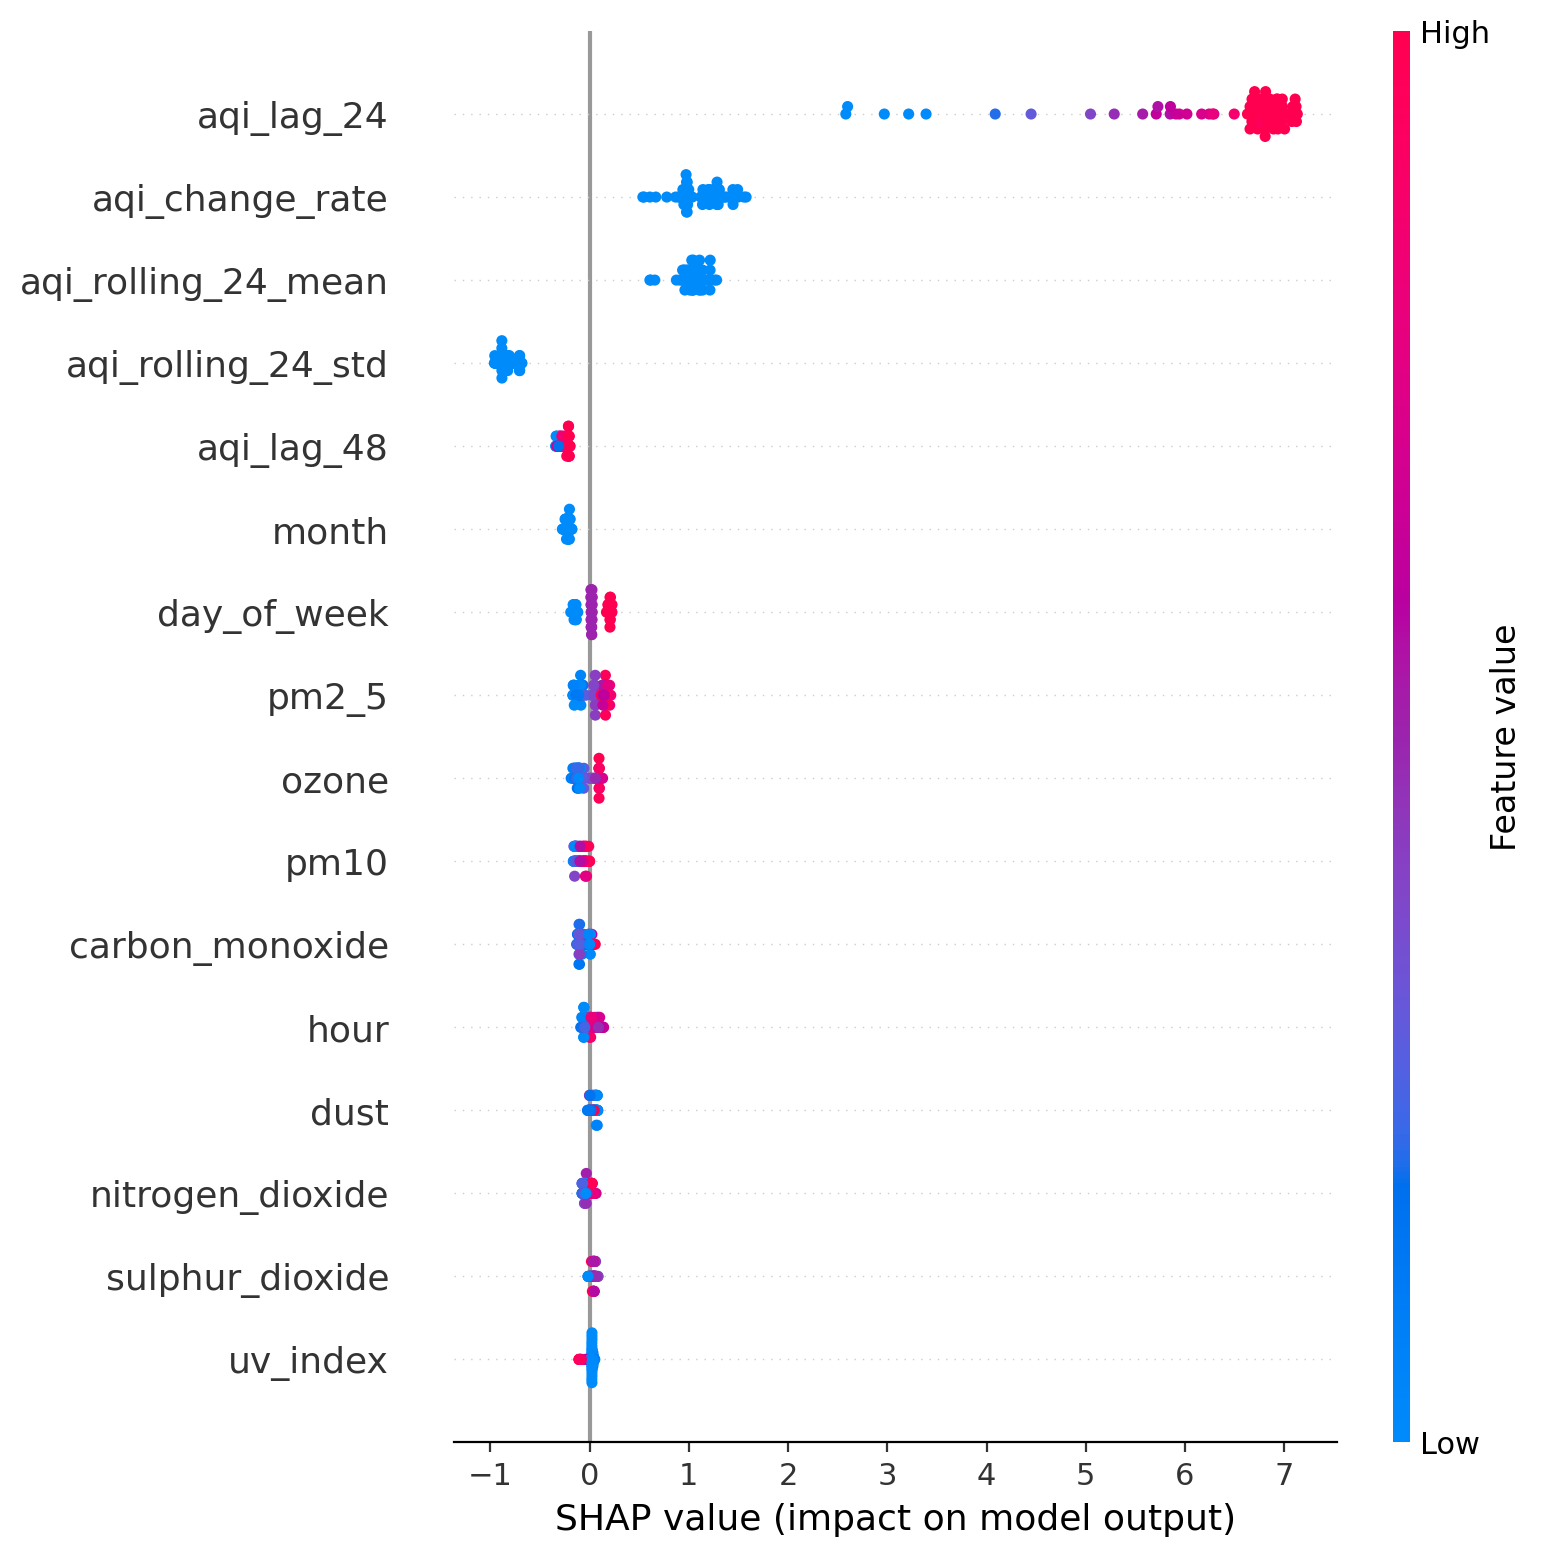 High
aqi_lag_24
aqi_change_rate
aqi_rolling_24_mean
aqi_rolling_24_std
aqi_lag_48
month
day_of_week
pm2_5
ozone
pm10
carbon_monoxide
hour
dust
nitrogen_dioxide
sulphur_dioxide
uv_index
Feature value
Low
−1 0 1 2 3 4 5 6 7
SHAP value (impact on model output)